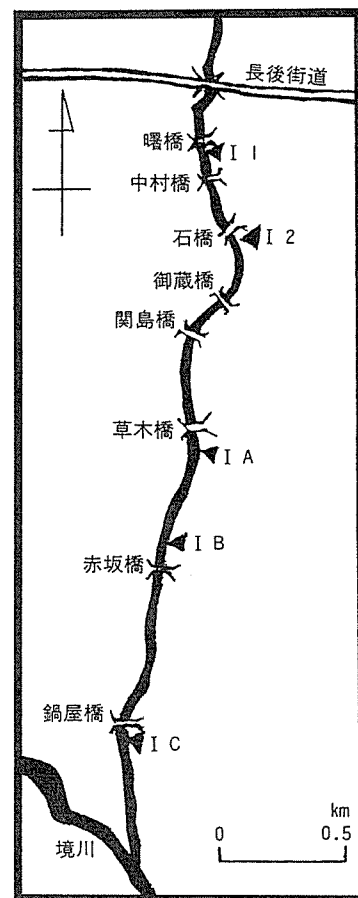 長後街道
曙橋
I 1
中村橋
石橋
I 2
御蔵橋
関島橋
草木橋
I A
I B
赤坂橋
鍋屋橋
I C
境川
km
0 0.5